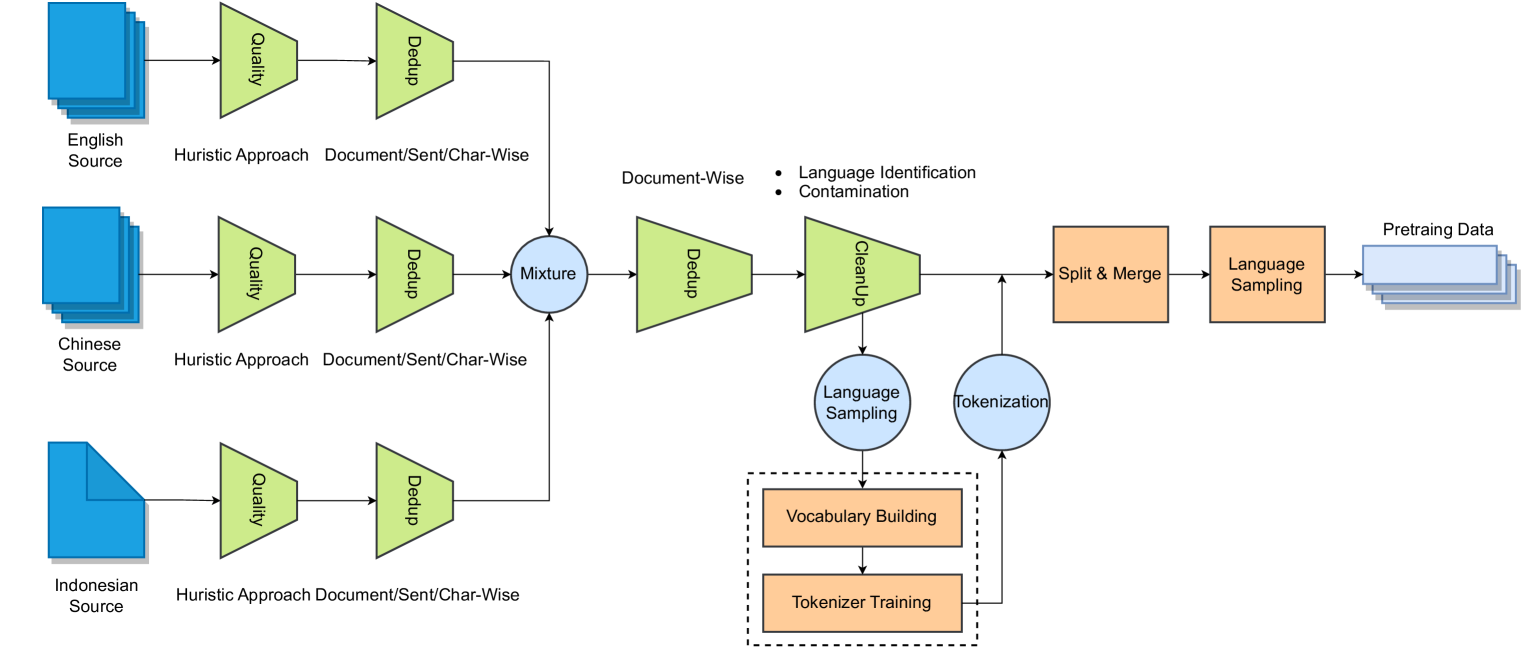 Quality
Dedup
English
Source
Huristic Approach
Document/Sent/Char-Wise
Quality
Dedup
Chinese
Source
Huristic Approach
Document/Sent/Char-Wise
Quality
Dedup
Indonesian
Source
Huristic Approach
Document/Sent/Char-Wise
Mixture
Document-Wise
Dedup
• Language Identification
• Contamination
CleanUp
Language
Sampling
Vocabulary Building
Tokenizer Training
Tokenization
Split & Merge
Language
Sampling
Pretraing Data